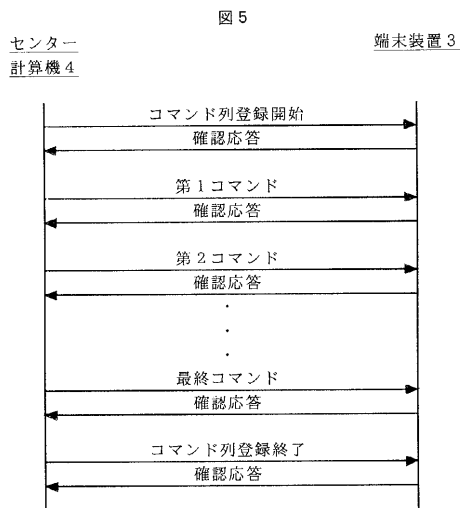 図5
センター
計算機4
端末装置3
コマンド列登録開始
確認応答
第1コマンド
確認応答
第2コマンド
確認応答
・
・
・
最終コマンド
確認応答
コマンド列登録終了
確認応答